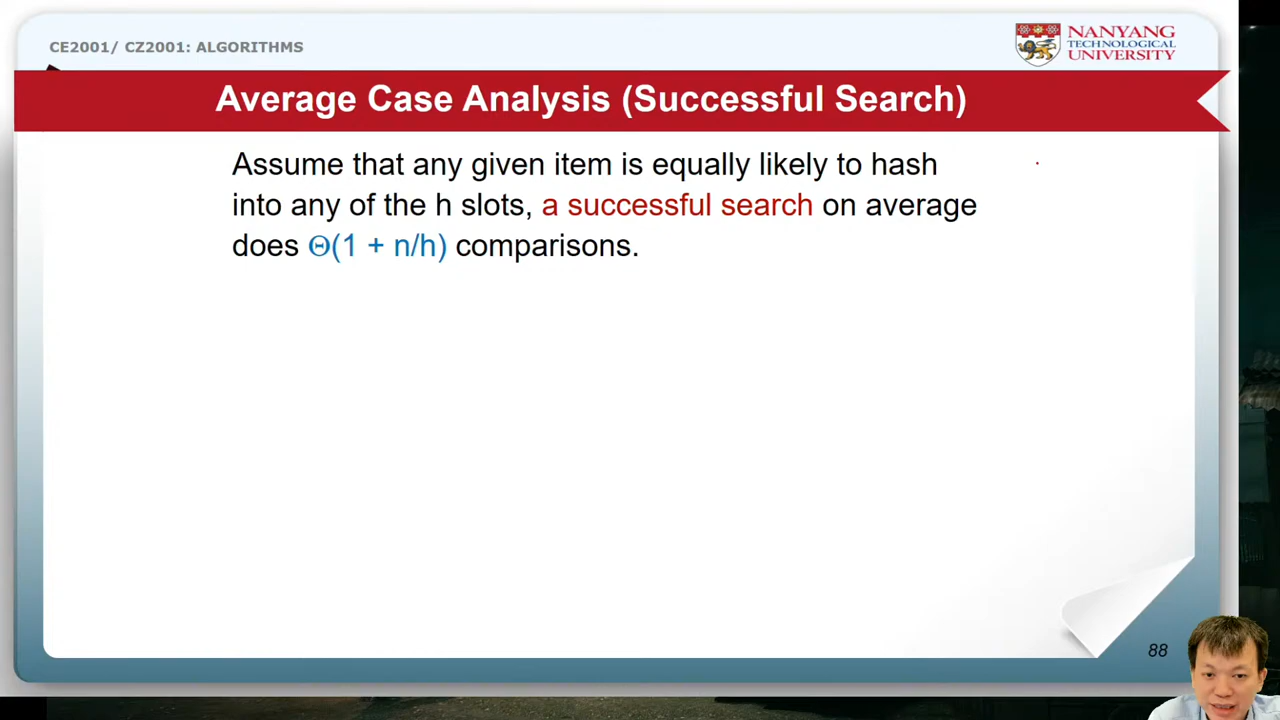 CE2001/ CZ2001: ALGORITHMS
NANYANG
TECHNOLOGICAL
UNIVERSITY
Average Case Analysis (Successful Search)
Assume that any given item is equally likely to hash
into any of the h slots, a successful search on average
does Θ(1 + n/h) comparisons.
88